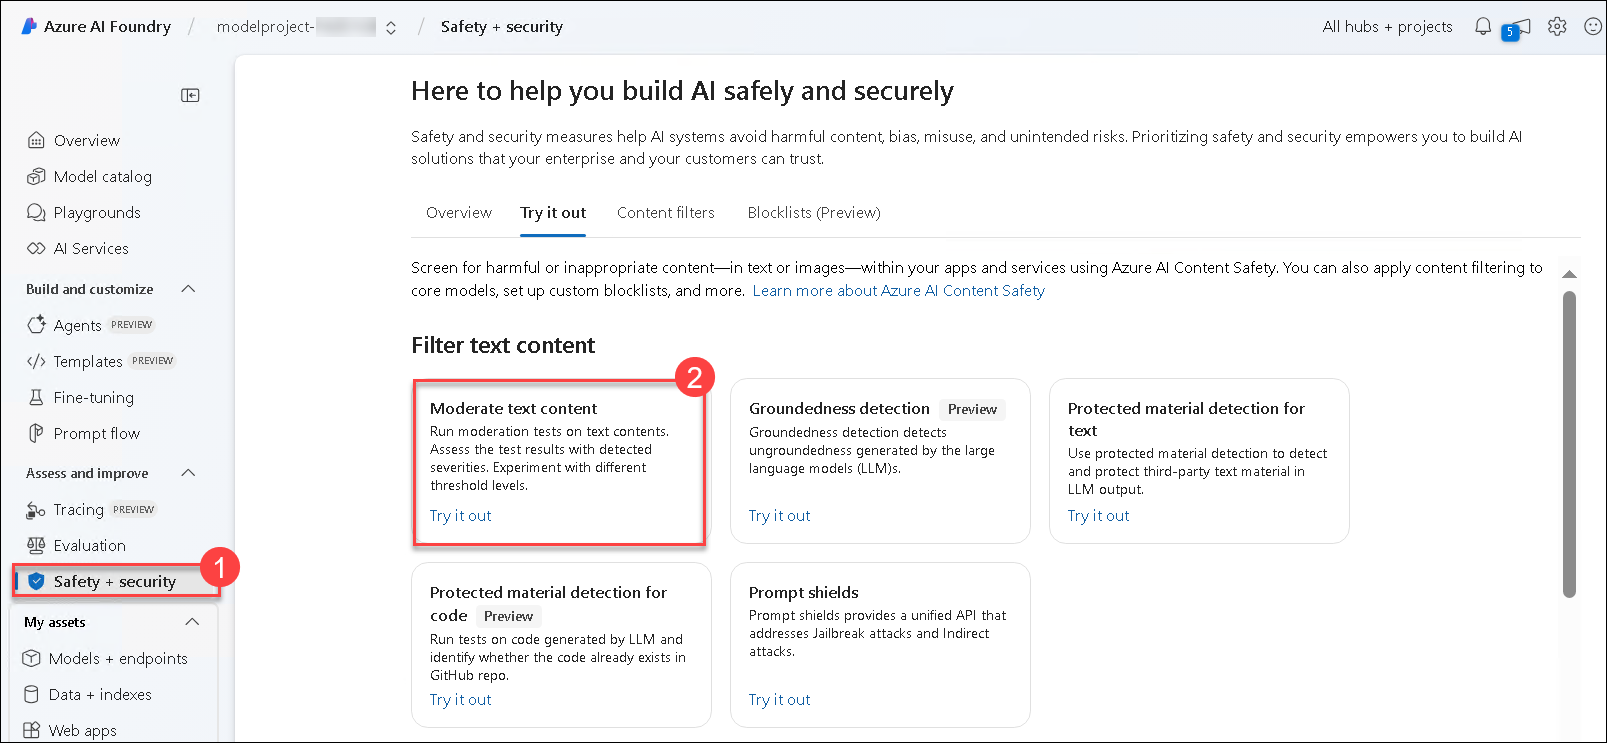 Azure AI Foundry / modelproject- / Safety + security All hubs + projects 5
Overview
Model catalog
Playgrounds
AI Services
Build and customize
Agents PREVIEW
Templates PREVIEW
Fine-tuning
Prompt flow
Assess and improve
Tracing PREVIEW
Evaluation
Safety + security 1
My assets
Models + endpoints
Data + indexes
Web apps
Here to help you build AI safely and securely
Safety and security measures help AI systems avoid harmful content, bias, misuse, and unintended risks. Prioritizing safety and security empowers you to build AI
solutions that your enterprise and your customers can trust.
Overview Try it out Content filters Blocklists (Preview)
Screen for harmful or inappropriate content—in text or images—within your apps and services using Azure AI Content Safety. You can also apply content filtering to
core models, set up custom blocklists, and more. Learn more about Azure AI Content Safety
Filter text content
2
Moderate text content
Run moderation tests on text contents.
Assess the test results with detected
severities. Experiment with different
threshold levels.
Try it out
Groundedness detection Preview
Groundedness detection detects
ungroundedness generated by the large
language models (LLM)s.
Try it out
Protected material detection for
text
Use protected material detection to detect
and protect third-party text material in
LLM output.
Try it out
Protected material detection for
code Preview
Run tests on code generated by LLM and
identify whether the code already exists in
GitHub repo.
Try it out
Prompt shields
Prompt shields provides a unified API that
addresses Jailbreak attacks and Indirect
attacks.
Try it out